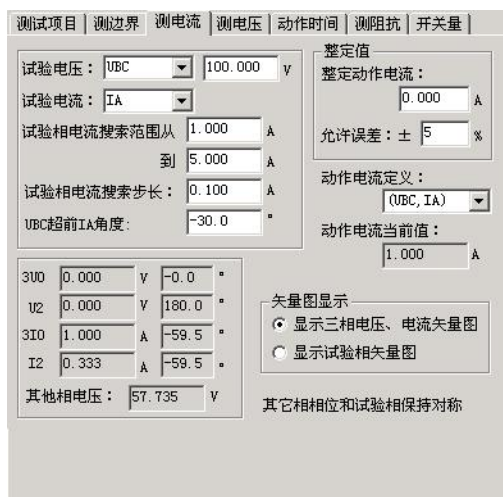 测试项目 测边界 测电流 测电压 动作时间 测阻抗 开关量
试验电压： UBC 100.000 V
试验电流： IA
试验相电流搜索范围从 1.000 A
到 5.000 A
试验相电流搜索步长： 0.100 A
UBC超前IA角度: -30.0 °
整定值
整定动作电流：
0.000 A
允许误差：± 5 %
动作电流定义：
(UBC,IA)
动作电流当前值：
1.000 A
3U0 0.000 V -0.0 °
U2 0.000 V 180.0 °
3I0 1.000 A -59.5 °
I2 0.333 A -59.5 °
其他相电压： 57.735 V
矢量图显示
显示三相电压、电流矢量图
显示试验相矢量图
其它相相位和试验相保持对称